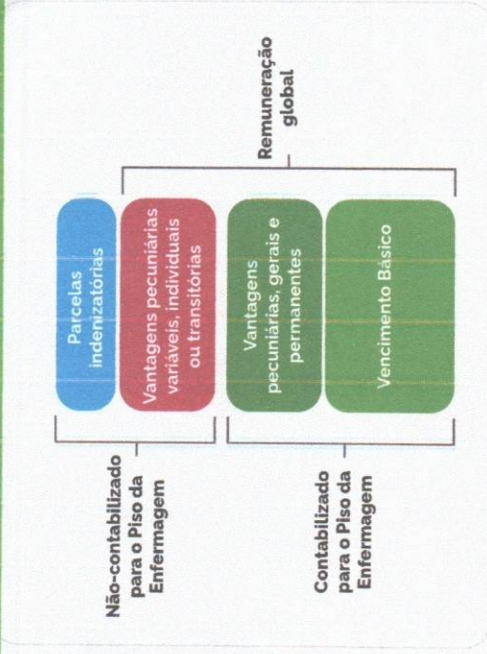 Parcelas
indenizatórias
Vantagens pecuniárias
variáveis, individuais
ou transitórias
Vantagens
pecuniárias, gerais e
permanentes
Vencimento Básico
Não-contabilizado
para o Piso da
Enfermagem
Contabilizado
para o Piso da
Enfermagem
Remuneração
global